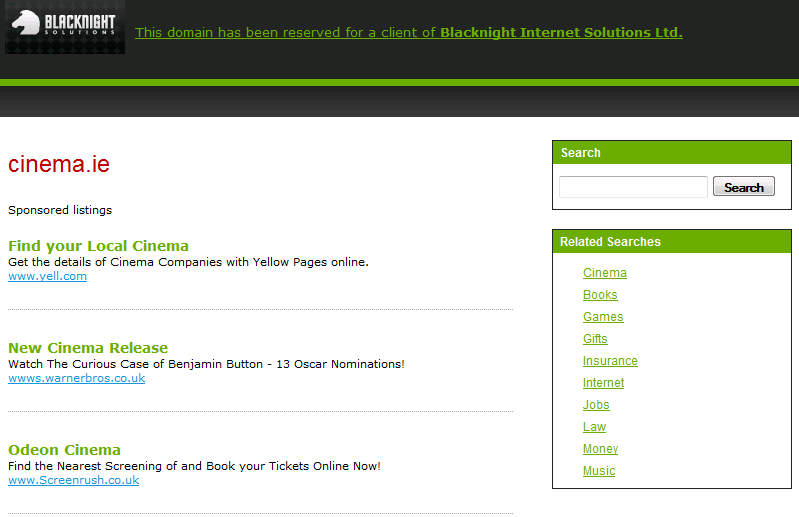 BLACKNIGHT
SOLUTIONS
This domain has been reserved for a client of Blacknight Internet Solutions Ltd.
cinema.ie
Sponsored listings
Find your Local Cinema
Get the details of Cinema Companies with Yellow Pages online.
www.yell.com
New Cinema Release
Watch The Curious Case of Benjamin Button - 13 Oscar Nominations!
wwws.warnerbros.co.uk
Odeon Cinema
Find the Nearest Screening of and Book your Tickets Online Now!
www.Screenrush.co.uk
Search
Search
Related Searches
Cinema
Books
Games
Gifts
Insurance
Internet
Jobs
Law
Money
Music